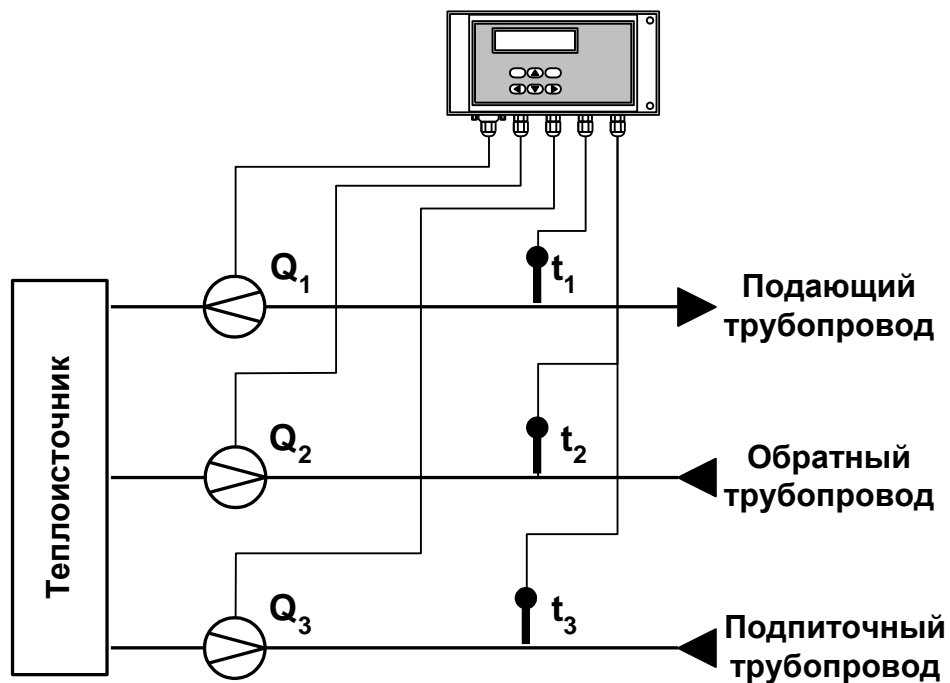 Q1
t1
Подающий
трубопровод
Теплоисточник
Q2
t2
Обратный
трубопровод
Q3
t3
Подпиточный
трубопровод